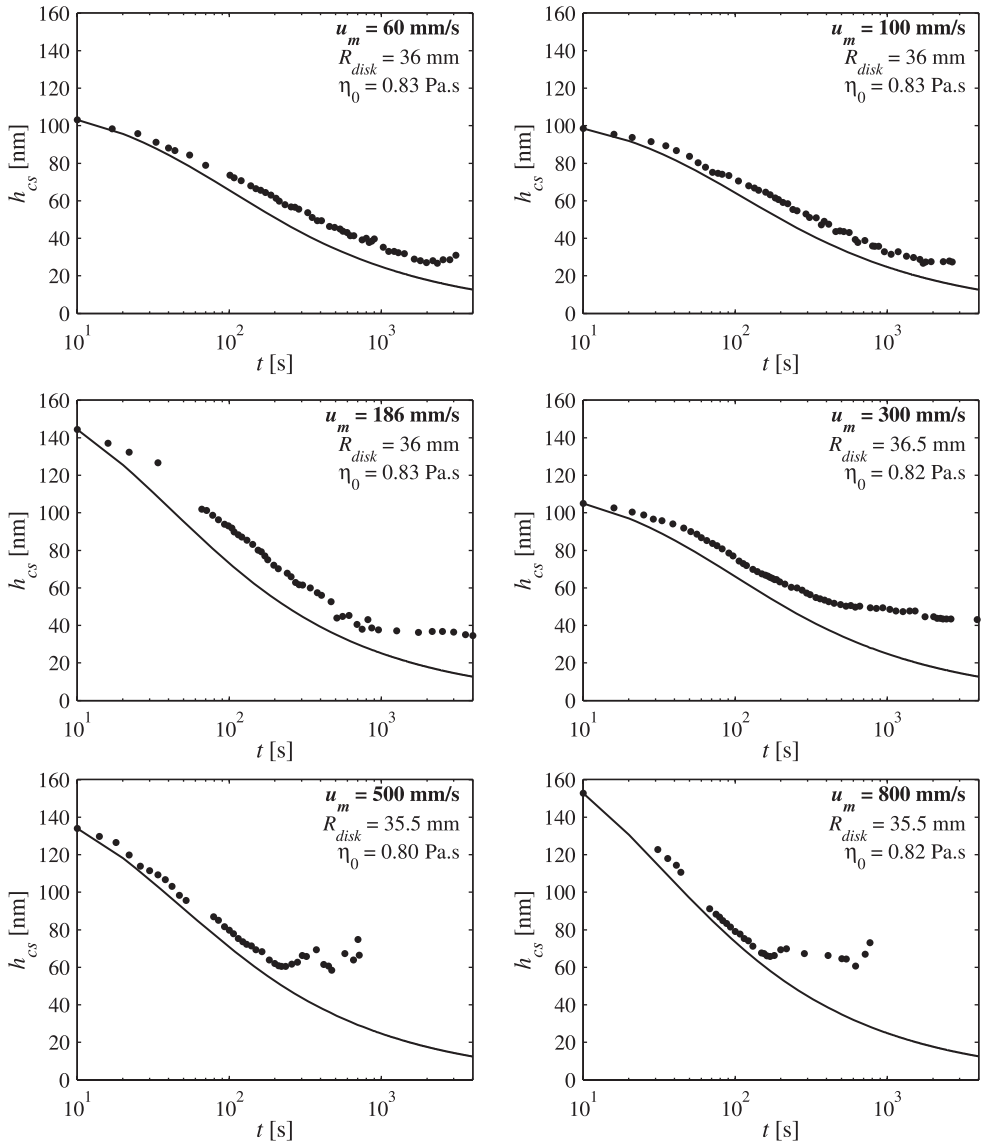 160
140
120
100
80
60
40
20
0
h_cs [nm]
u_m = 60 mm/s
R_disk = 36 mm
η_0 = 0.83 Pa.s
10^1
10^2
10^3
t [s]
160
140
120
100
80
60
40
20
0
h_cs [nm]
u_m = 100 mm/s
R_disk = 36 mm
η_0 = 0.83 Pa.s
10^1
10^2
10^3
t [s]
160
140
120
100
80
60
40
20
0
h_cs [nm]
u_m = 186 mm/s
R_disk = 36 mm
η_0 = 0.83 Pa.s
10^1
10^2
10^3
t [s]
160
140
120
100
80
60
40
20
0
h_cs [nm]
u_m = 300 mm/s
R_disk = 36.5 mm
η_0 = 0.82 Pa.s
10^1
10^2
10^3
t [s]
160
140
120
100
80
60
40
20
0
h_cs [nm]
u_m = 500 mm/s
R_disk = 35.5 mm
η_0 = 0.80 Pa.s
10^1
10^2
10^3
t [s]
160
140
120
100
80
60
40
20
0
h_cs [nm]
u_m = 800 mm/s
R_disk = 35.5 mm
η_0 = 0.82 Pa.s
10^1
10^2
10^3
t [s]